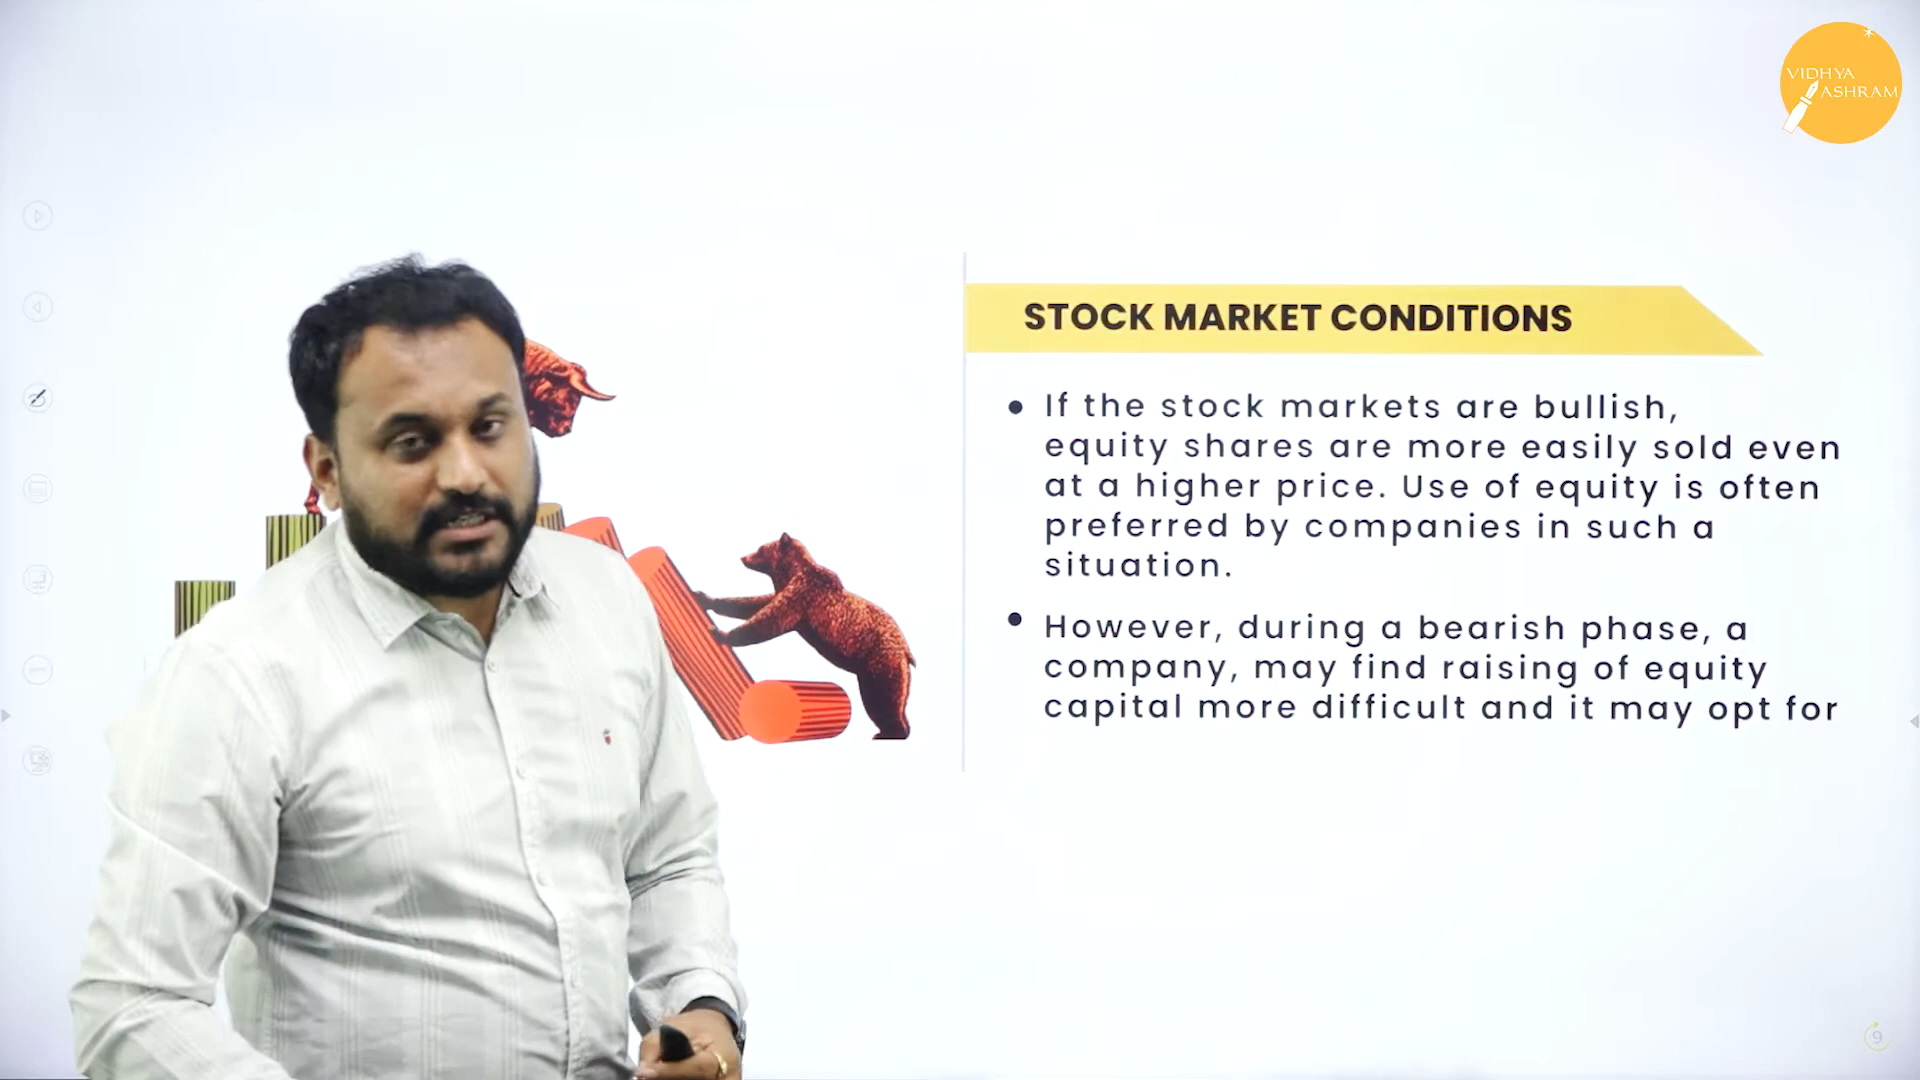 VIDHYA
ASHRAM
STOCK MARKET CONDITIONS
• If the stock markets are bullish,
equity shares are more easily sold even
at a higher price. Use of equity is often
preferred by companies in such a
situation.
• However, during a bearish phase, a
company, may find raising of equity
capital more difficult and it may opt for
9